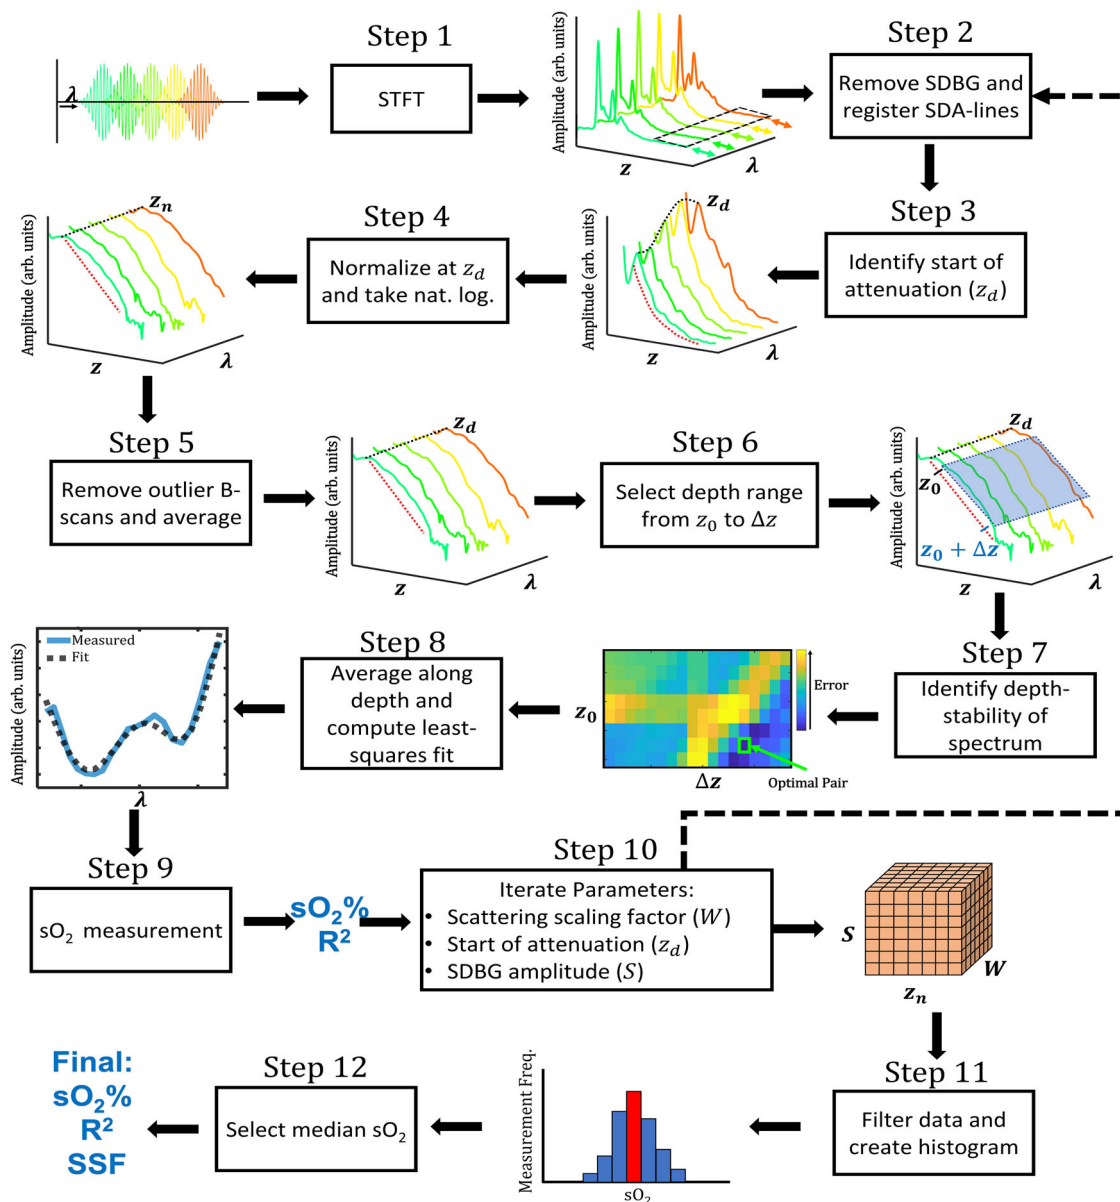 Step 1
λ
STFT
Amplitude (arb. units)
z
λ
Step 2
Remove SDBG and
register SDA-lines
Step 3
Identify start of
attenuation (z_d)
z_d
Amplitude (arb. units)
z
λ
Step 4
Normalize at z_d
and take nat. log.
z_n
Amplitude (arb. units)
z
λ
Step 5
Remove outlier B-
scans and average
z_d
Amplitude (arb. units)
z
λ
Step 6
Select depth range
from z_0 to Δz
z_d
Amplitude (arb. units)
z_0
z_0 + Δz
z
λ
Step 7
Identify depth-
stability of
spectrum
Error
z_0
Δz
Optimal Pair
Step 8
Average along
depth and
compute least-
squares fit
Measured
Fit
Amplitude (arb. units)
λ
Step 9
sO₂ measurement
sO₂%
R²
Step 10
Iterate Parameters:
• Scattering scaling factor (W)
• Start of attenuation (z_d)
• SDBG amplitude (S)
S
W
z_n
Step 11
Filter data and
create histogram
Measurement Freq.
sO₂
Step 12
Select median sO₂
Final:
sO₂%
R²
SSF